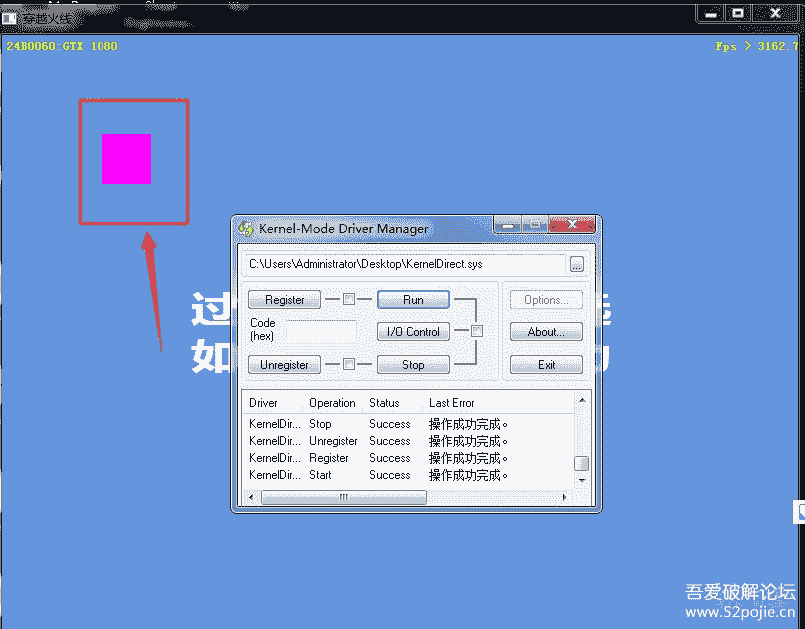 穿越火线
24B0060:GTX 1080
Fps > 3162.7
Kernel-Mode Driver Manager
C:\Users\Administrator\Desktop\KernelDirect.sys
...
Register
Run
Options...
过
Code
(hex)
I/O Control
About...
如
Unregister
Stop
Exit
Driver Operation Status Last Error
KernelDir... Stop Success 操作成功完成。
KernelDir... Unregister Success 操作成功完成。
KernelDir... Register Success 操作成功完成。
KernelDir... Start Success 操作成功完成。
吾爱破解论坛
www.52pojie.cn